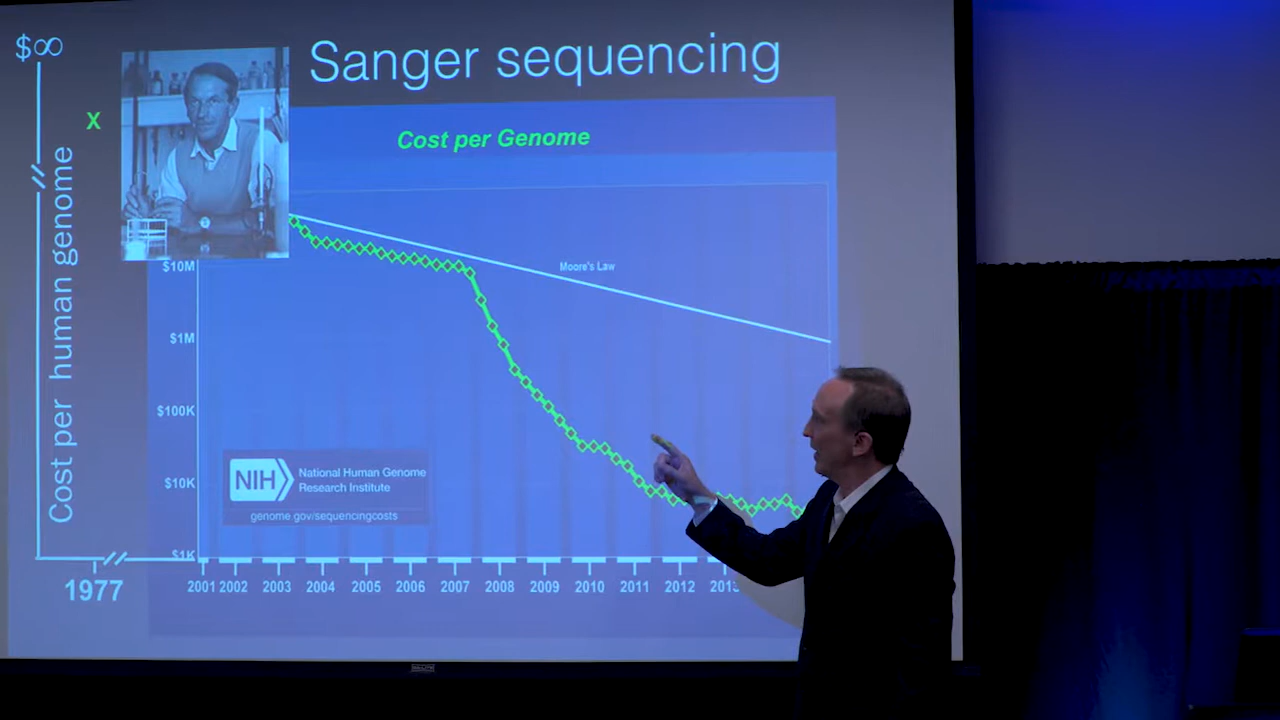 $∞
Sanger sequencing
X
Cost per Genome
Cost per human genome
Moore's Law
$10M
$1M
$100K
$10K
$1K
NIH
National Human Genome
Research Institute
genome.gov/sequencingcosts
1977
2001 2002 2003 2004 2005 2006 2007 2008 2009 2010 2011 2012 2013